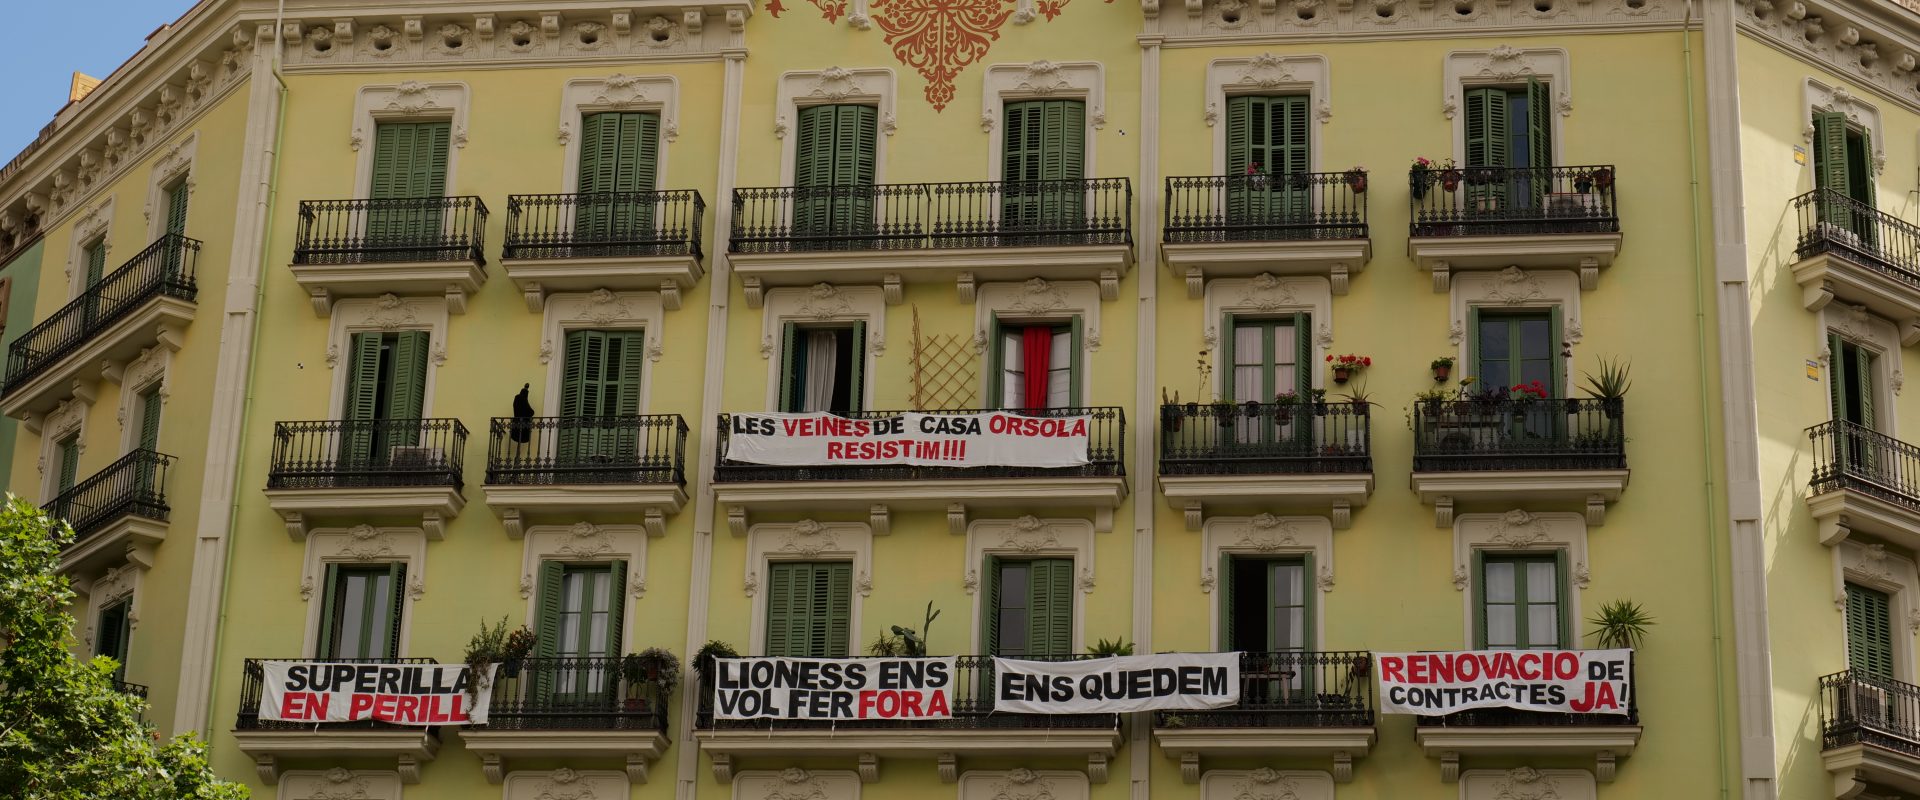 LES VEiNES DE CASA ORSOLA
RESISTiM!!!
SUPERILLA
EN PERILL
LIONESS ENS
VOL FER FORA
ENS QUEDEM
RENOVACIÓ DE
CONTRACTES JA!